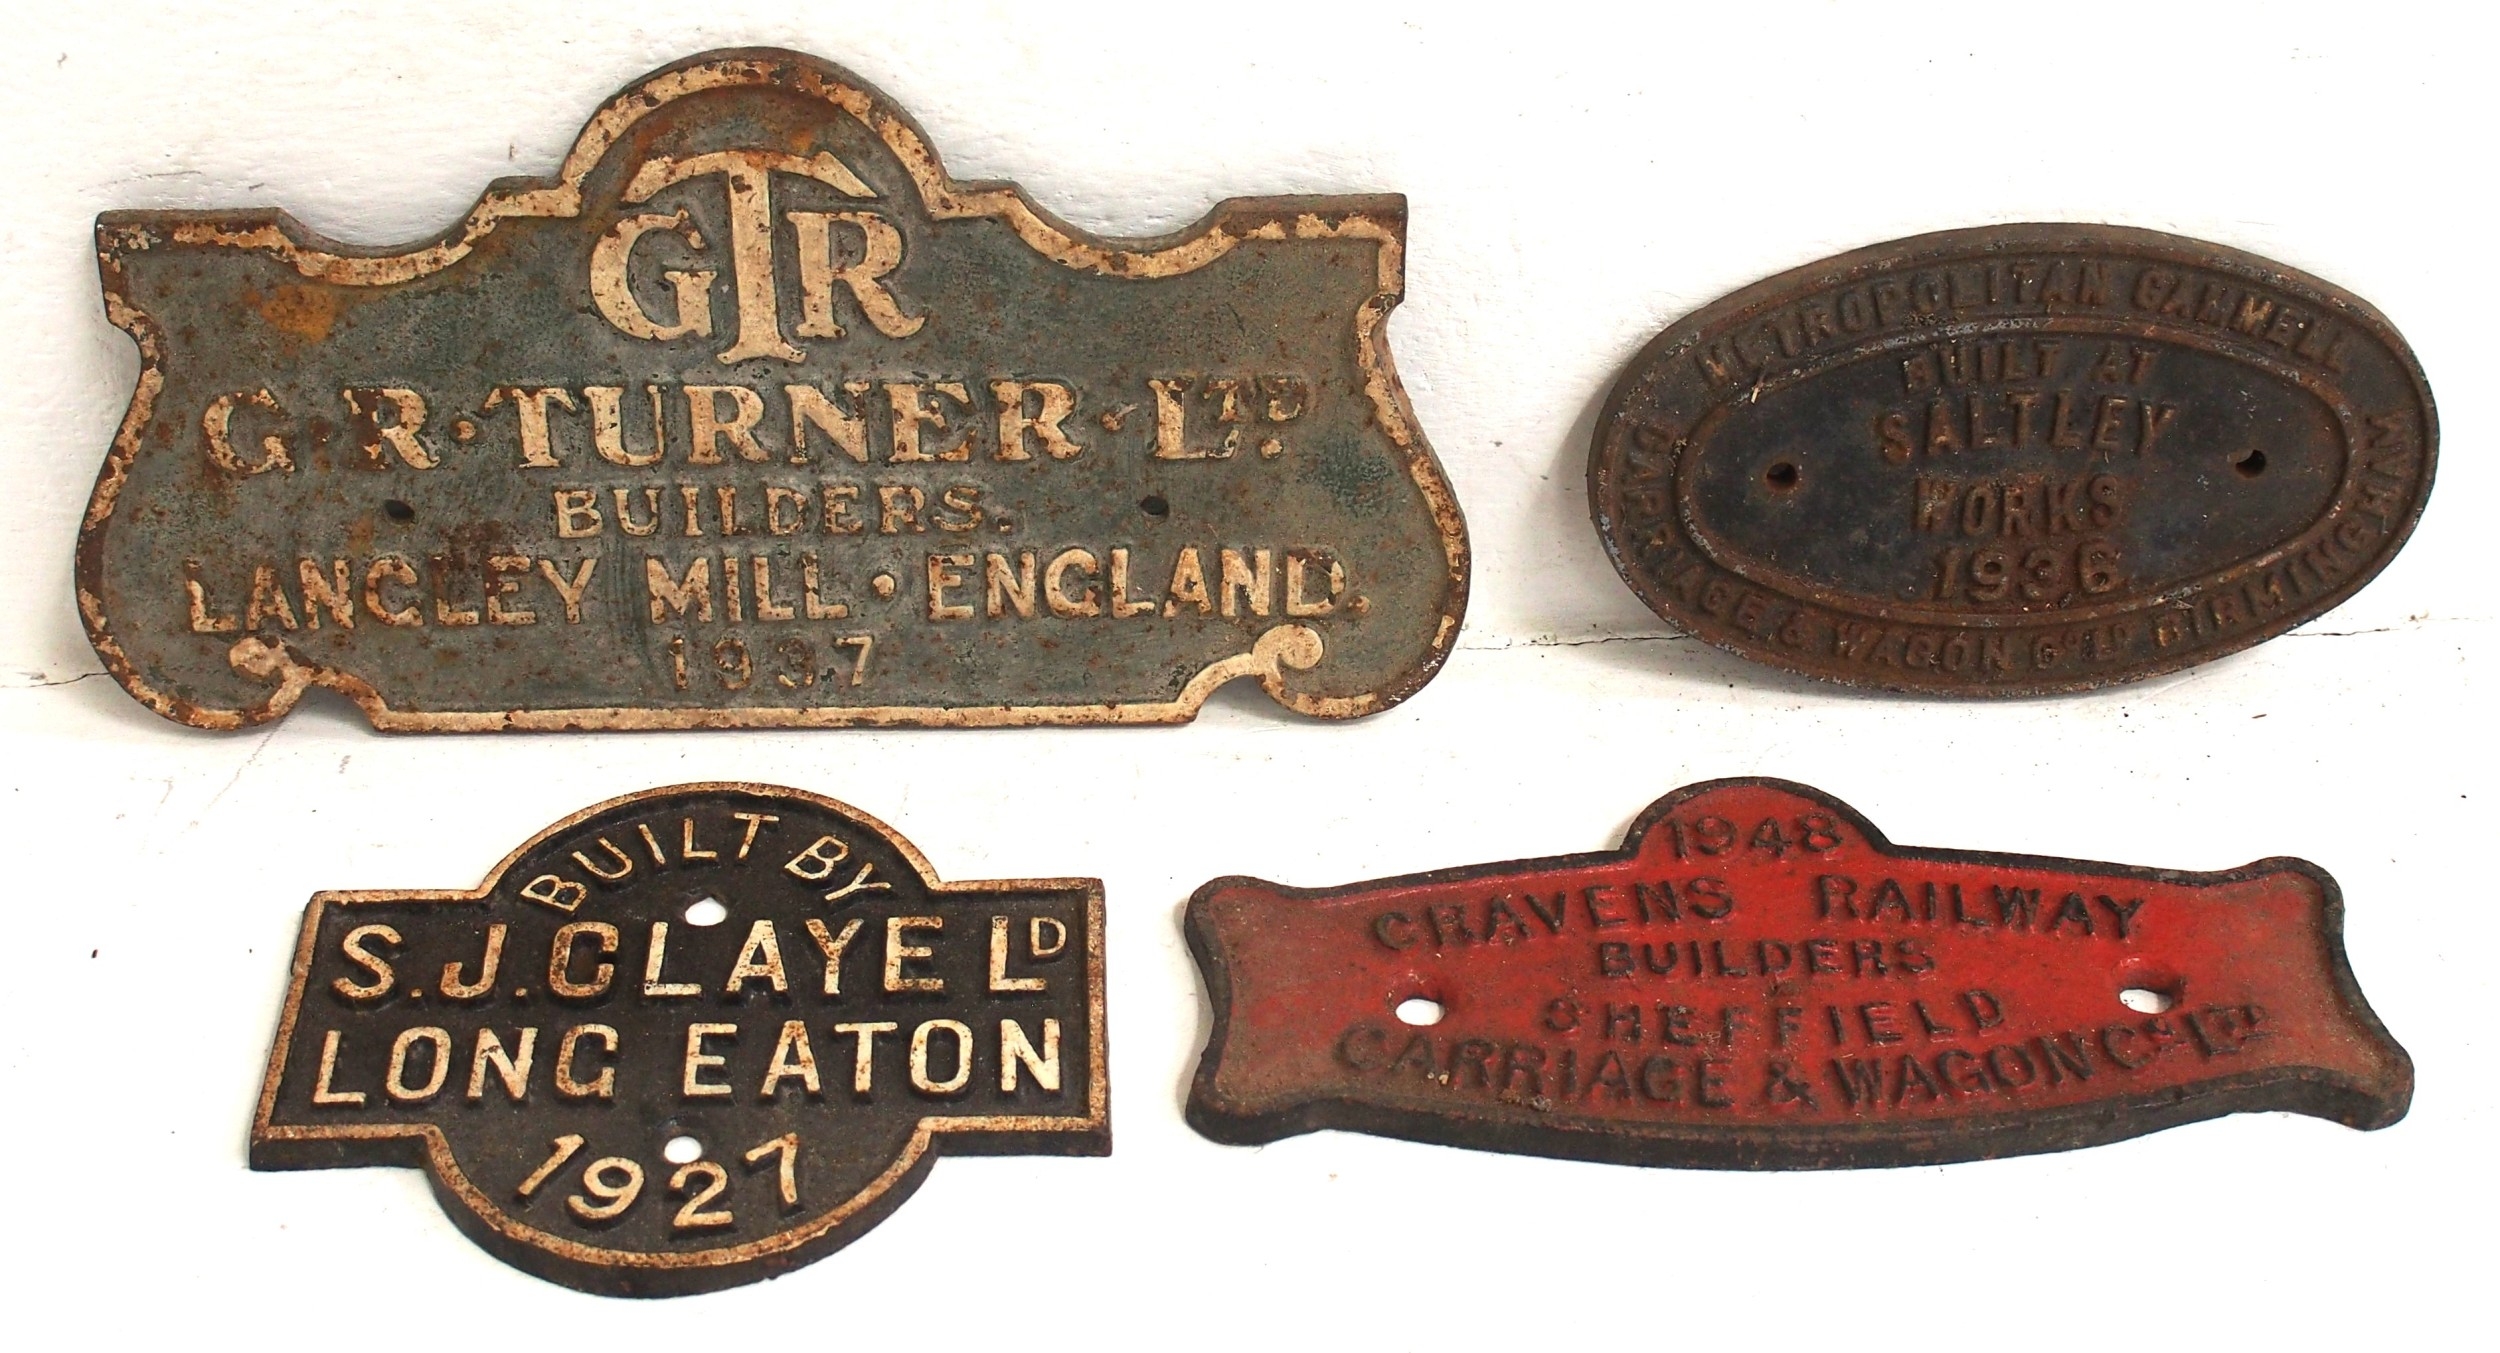 GTR
G·R·TURNER·LTD.
BUILDERS.
LANGLEY MILL·ENGLAND.
1937
METROPOLITAN CAMMELL
CARRIAGE & WAGON CO LD BIRMINGHAM
BUILT AT
SALTLEY
WORKS
1936
BUILT BY
S.J.CLAYE LD
LONG EATON
1927
1948
CRAVENS RAILWAY
BUILDERS
SHEFFIELD
CARRIAGE & WAGON CO LTD